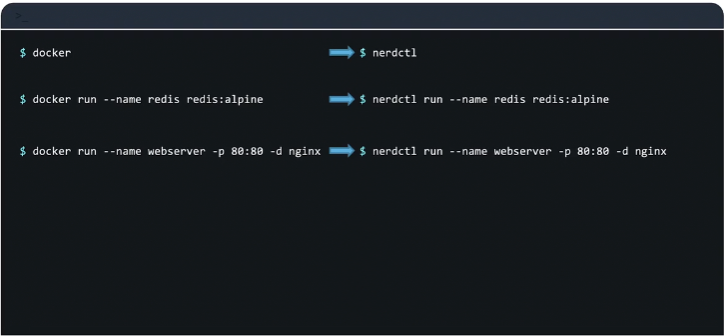 >_
$ docker $ nerdctl
$ docker run --name redis redis:alpine $ nerdctl run --name redis redis:alpine
$ docker run --name webserver -p 80:80 -d nginx $ nerdctl run --name webserver -p 80:80 -d nginx